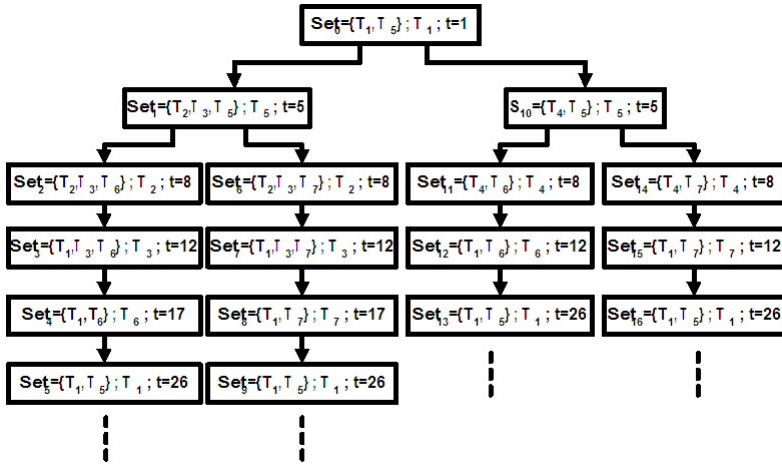 Set0={T1,T5};T1;t=1
Set1={T2,T3,T5};T5;t=5
S10={T4,T5};T5;t=5
Set2={T2,T3,T6};T2;t=8
Set6={T2,T3,T7};T2;t=8
Set11={T4,T6};T4;t=8
Set14={T4,T7};T4;t=8
Set3={T1,T3,T6};T3;t=12
Set7={T1,T3,T7};T3;t=12
Set12={T1,T6};T6;t=12
Set15={T1,T7};T7;t=12
Set4={T1,T6};T6;t=17
Set8={T1,T7};T7;t=17
Set13={T1,T5};T1;t=26
Set16={T1,T5};T1;t=26
Set5={T1,T5};T1;t=26
Set9={T1,T5};T1;t=26